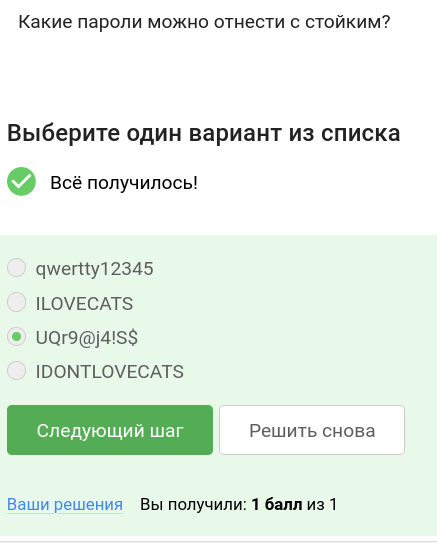 Какие пароли можно отнести с стойким?
Выберите один вариант из списка
Всё получилось!
qwertty12345
ILOVECATS
UQr9@j4!S$
IDONTLOVECATS
Следующий шаг
Решить снова
Ваши решения Вы получили: 1 балл из 1